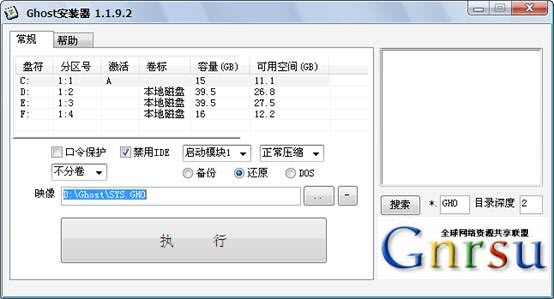 Ghost安装器 1.1.9.2
常规 帮助
盘符 分区号 激活 卷标 容量(GB) 可用空间(GB)
C: 1:1 A 15 11.1
D: 1:2 本地磁盘 39.5 26.8
E: 1:3 本地磁盘 39.5 27.5
F: 1:4 本地磁盘 16 12.2
口令保护 禁用IDE 启动模块1 正常压缩
不分卷 备份 还原 DOS
映像 D:\Ghost\SYS.GHO .. -
执 行
搜索 *. GHO 目录深度 2
全球网络资源共享联盟
Gnrsu